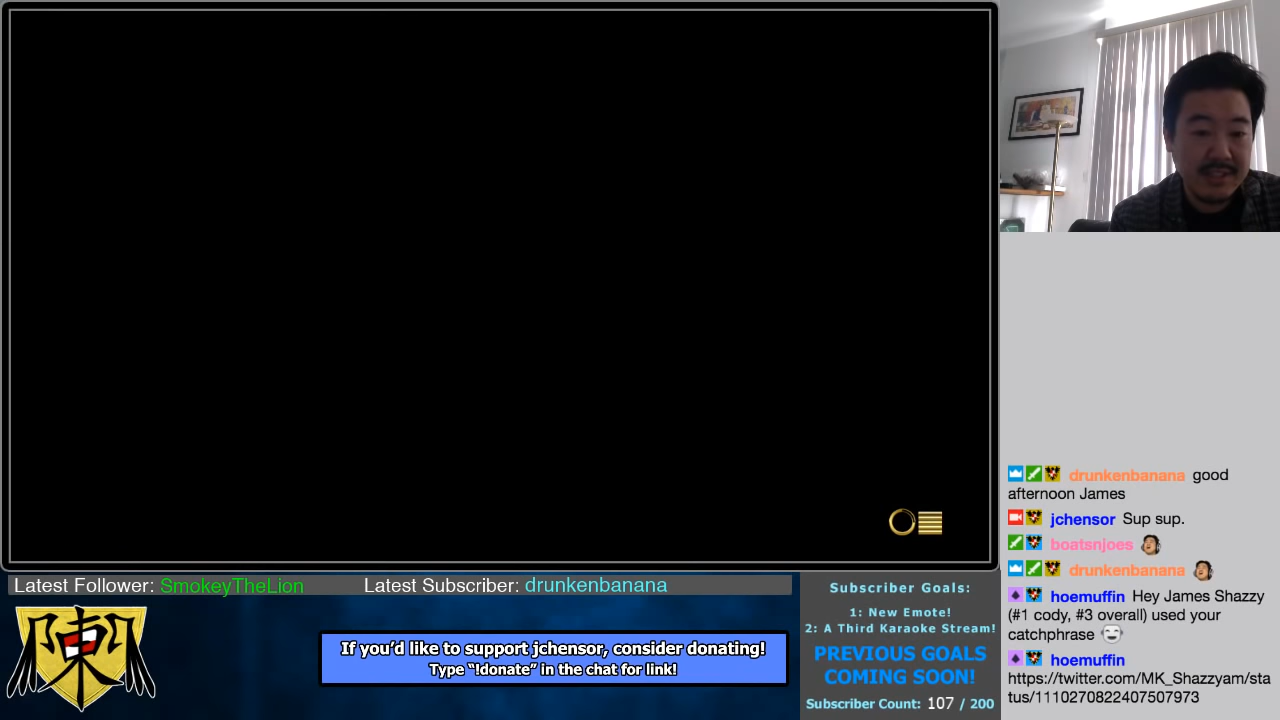 drunkenbanana good
afternoon James
jchensor Sup sup.
boatsnjoes
drunkenbanana
hoemuffin Hey James Shazzy
(#1 cody, #3 overall) used your
catchphrase
hoemuffin
https://twitter.com/MK_Shazzyam/sta
tus/1110270822407507973
Latest Follower: SmokeyTheLion
Latest Subscriber: drunkenbanana
If you'd like to support jchensor, consider donating!
Type "!donate" in the chat for link!
Subscriber Goals:
1: New Emote!
2: A Third Karaoke Stream!
PREVIOUS GOALS
COMING SOON!
Subscriber Count: 107 / 200